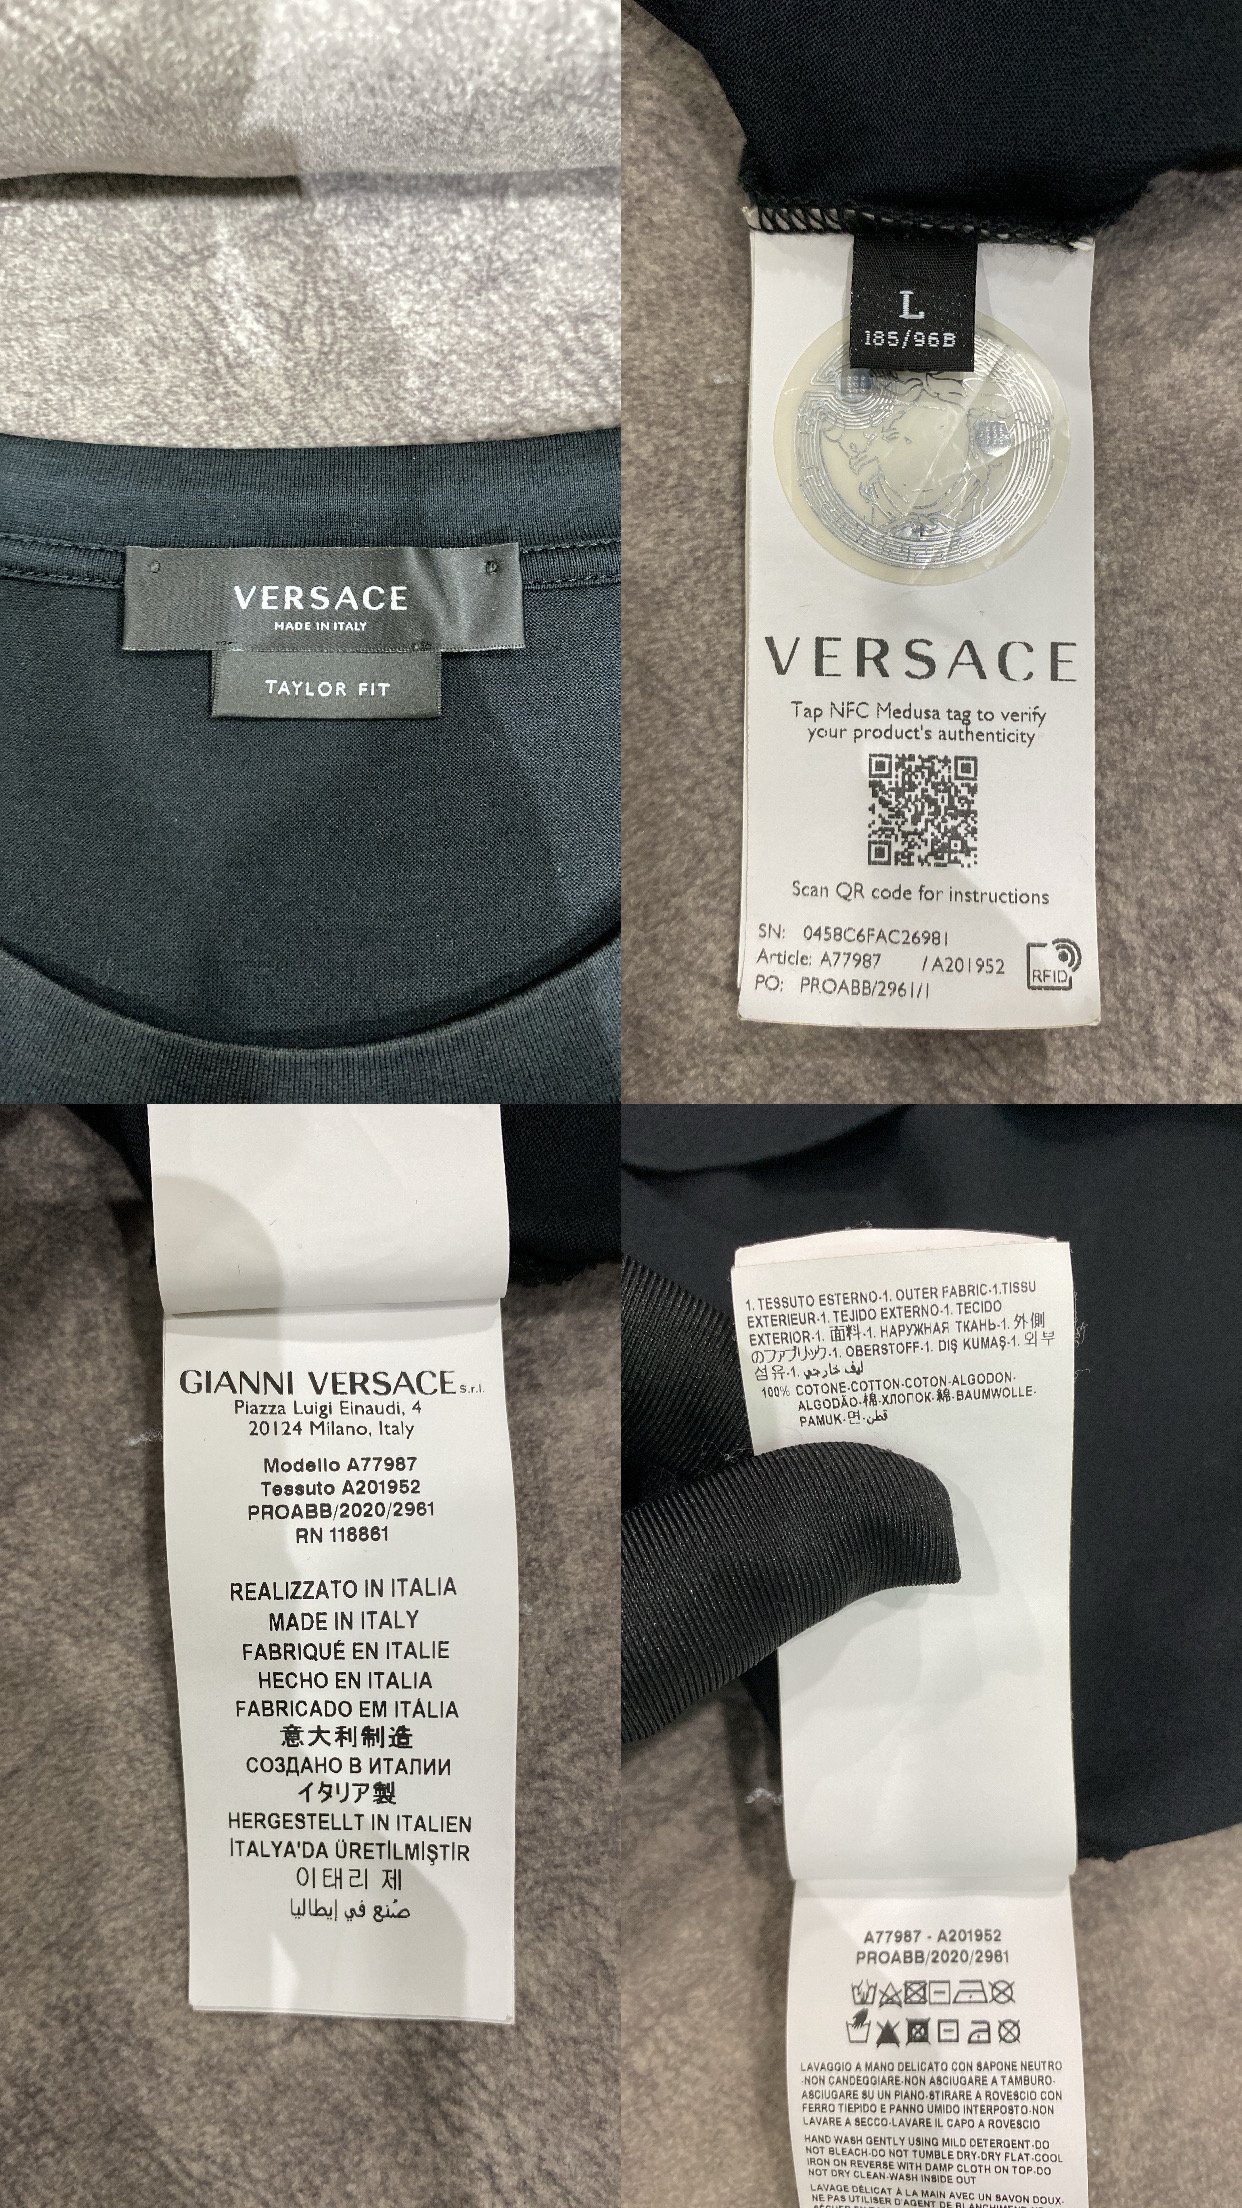 VERSACE
MADE IN ITALY
TAYLOR FIT
L
185/96B
VERSACE
Tap NFC Medusa tag to verify
your product's authenticity
Scan QR code for instructions
SN: 0458C6FAC26981
Article: A77987 /A201952
PO: PROABB/2961/1
RFID
GIANNI VERSACE S.r.l.
Piazza Luigi Einaudi, 4
20124 Milano, Italy
Modello A77987
Tessuto A201952
PROABB/2020/2961
RN 118861
REALIZZATO IN ITALIA
MADE IN ITALY
FABRIQUÉ EN ITALIE
HECHO EN ITALIA
FABRICADO EM ITÁLIA
意大利制造
СОЗДАНО В ИТАЛИИ
イタリア製
HERGESTELLT IN ITALIEN
İTALYA'DA ÜRETİLMİŞTİR
이태리 제
صُنع في إيطاليا
1. TESSUTO ESTERNO-1. OUTER FABRIC-1.TISSU
EXTERIEUR-1. TEJIDO EXTERNO-1. TECIDO
EXTERIOR-1. 面料-1. НАРУЖНАЯ ТКАНЬ-1. 外側
のファブリック-1. OBERSTOFF-1. DIŞ KUMAŞ-1. 외부
섬유-1. ليف خارجي
100% COTONE-COTTON-COTON-ALGODON-
ALGODÃO-棉-ХЛОПОК-綿-BAUMWOLLE-
PAMUK-면-قطن
A77987 - A201952
PROABB/2020/2961
LAVAGGIO A MANO DELICATO CON SAPONE NEUTRO
-NON CANDEGGIARE-NON ASCIUGARE A TAMBURO-
ASCIUGARE SU UN PIANO-STIRARE A ROVESCIO CON
FERRO TIEPIDO E PANNO UMIDO INTERPOSTO-NON
LAVARE A SECCO-LAVARE IL CAPO A ROVESCIO
HAND WASH GENTLY USING MILD DETERGENT-DO
NOT BLEACH-DO NOT TUMBLE DRY-DRY FLAT-COOL
IRON ON REVERSE WITH DAMP CLOTH ON TOP-DO
NOT DRY CLEAN-WASH INSIDE OUT
LAVAGE DÉLICAT À LA MAIN AVEC UN SAVON DOUX-
NE PAS UTILISER D'AGENT DE BLANCHIMENT